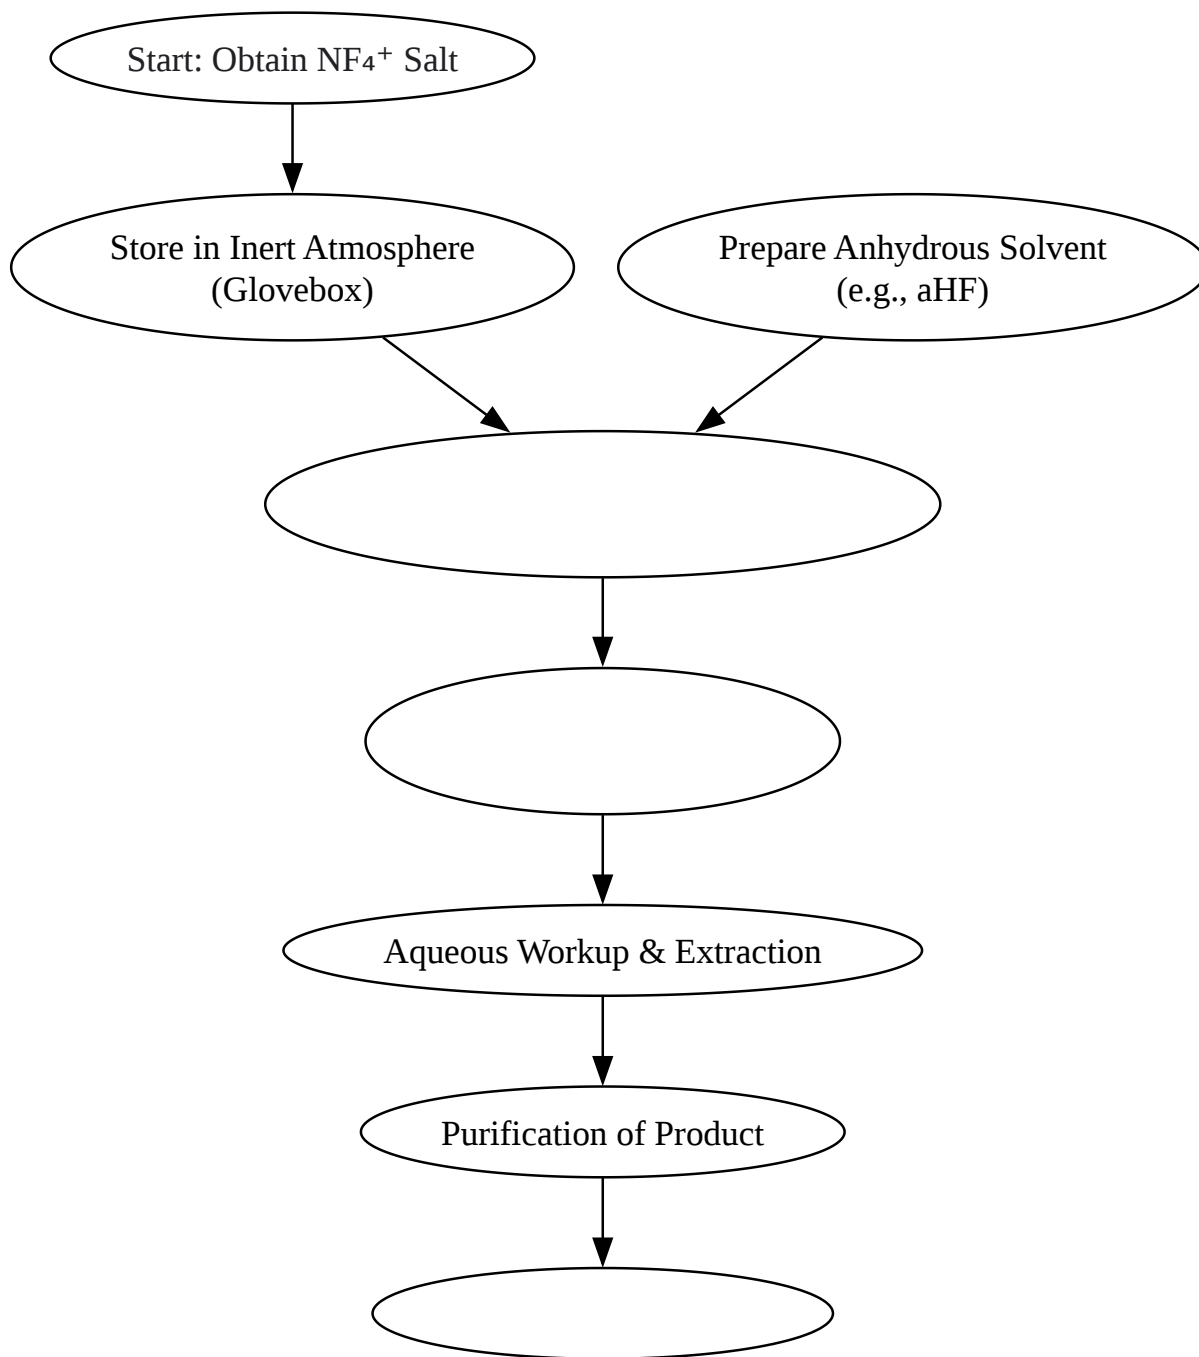 Start: Obtain NF₄⁺ Salt
Store in Inert Atmosphere
(Glovebox)
Prepare Anhydrous Solvent
(e.g., aHF)
Aqueous Workup & Extraction
Purification of Product